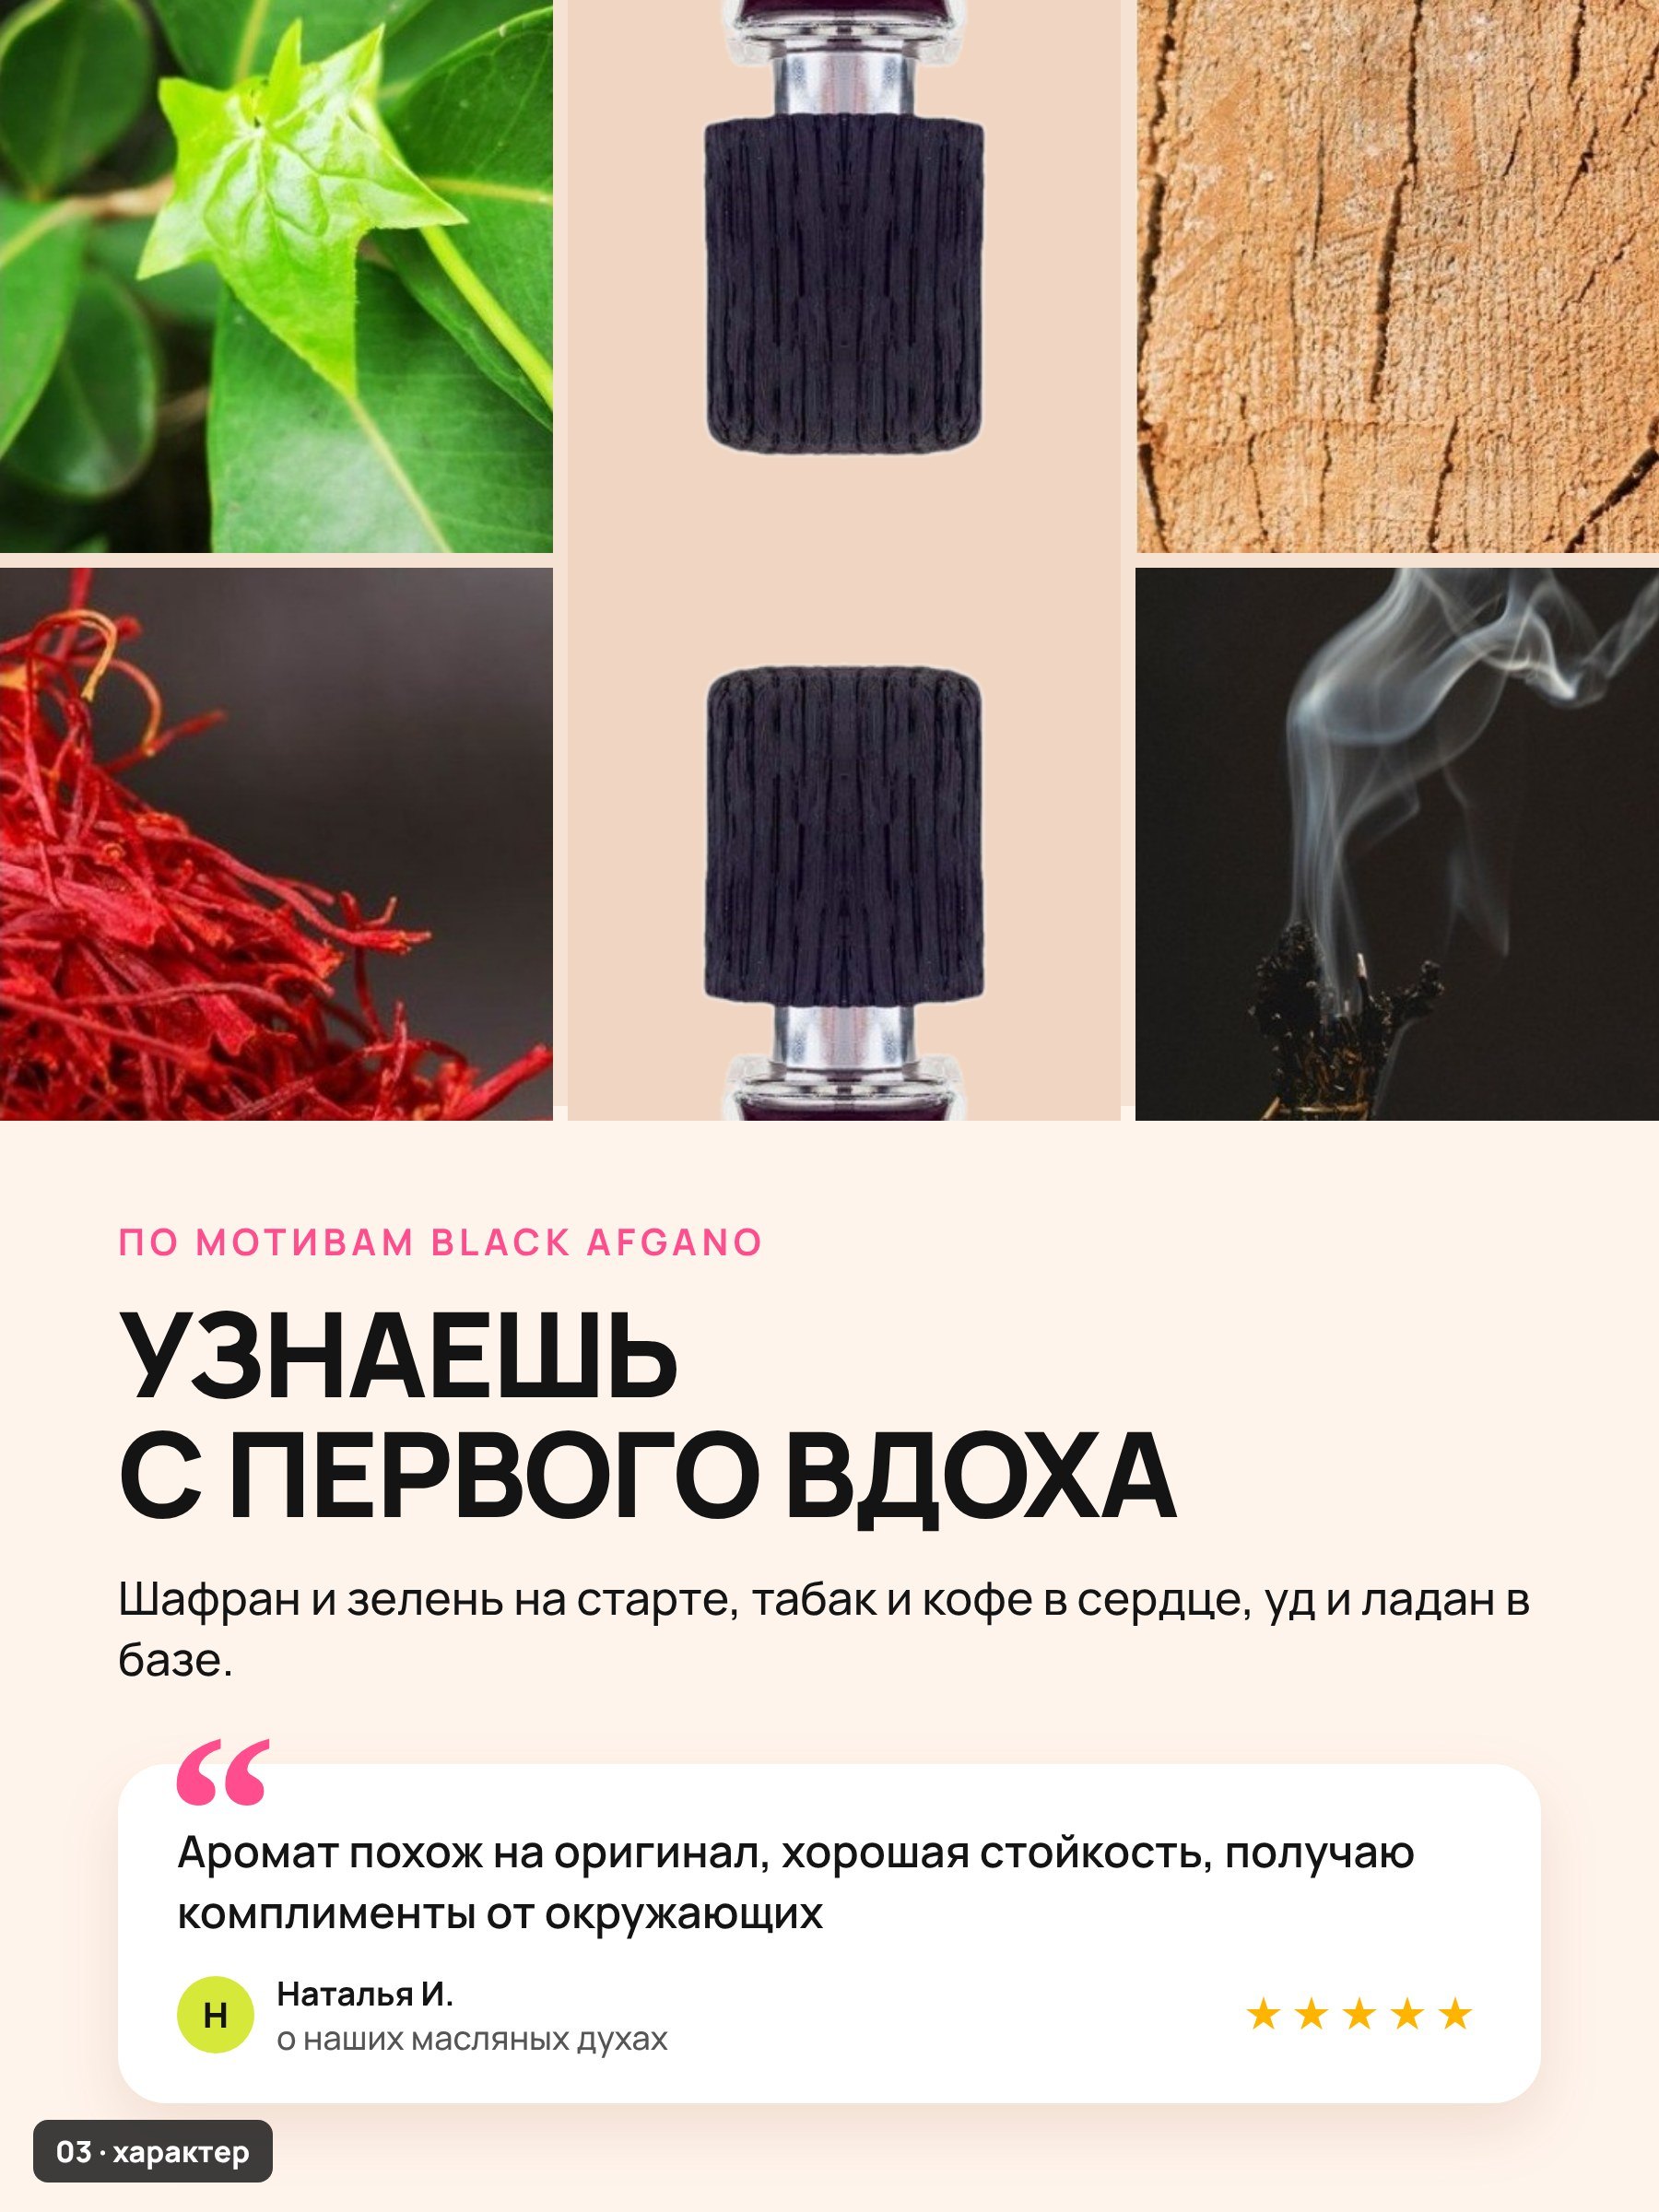 ПО МОТИВАМ BLACK AFGANO
УЗНАЕШЬ
С ПЕРВОГО ВДОХА
Шафран и зелень на старте, табак и кофе в сердце, уд и ладан в
базе.
“
Аромат похож на оригинал, хорошая стойкость, получаю
комплименты от окружающих
Н
Наталья И.
о наших масляных духах
★★★★★
03 · характер